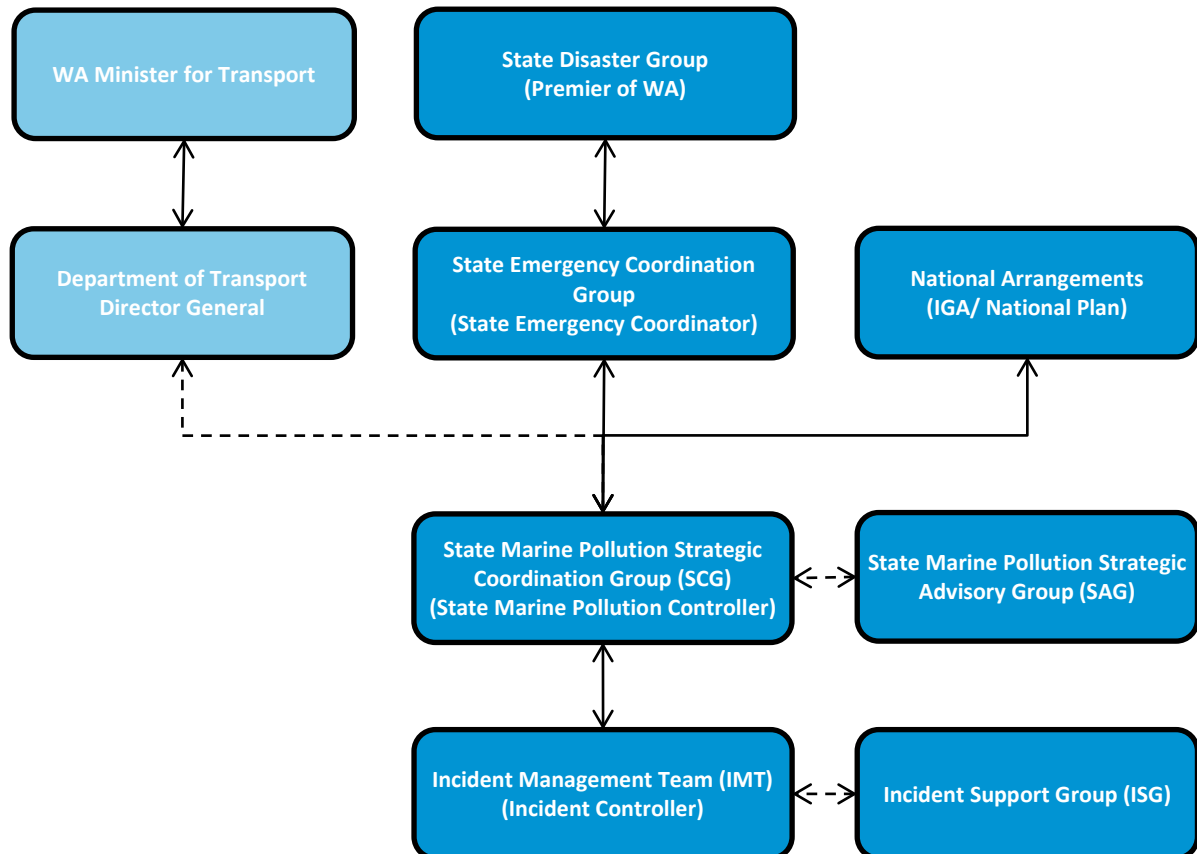 WA Minister for Transport
State Disaster Group
(Premier of WA)
Department of Transport
Director General
State Emergency Coordination
Group
(State Emergency Coordinator)
National Arrangements
(IGA/ National Plan)
State Marine Pollution Strategic
Coordination Group (SCG)
(State Marine Pollution Controller)
State Marine Pollution Strategic
Advisory Group (SAG)
Incident Management Team (IMT)
(Incident Controller)
Incident Support Group (ISG)